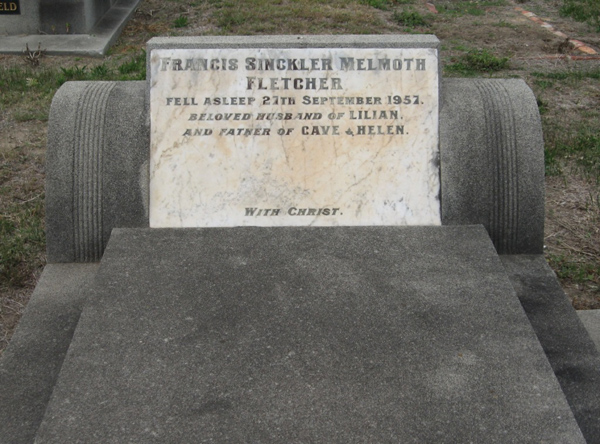 ELD
FRANCIS SINCKLER MELMOTH
FLETCHER
FELL ASLEEP 27TH SEPTEMBER 1957.
BELOVED HUSBAND OF LILIAN.
AND FATHER OF CAVE & HELEN.
WITH CHRIST.